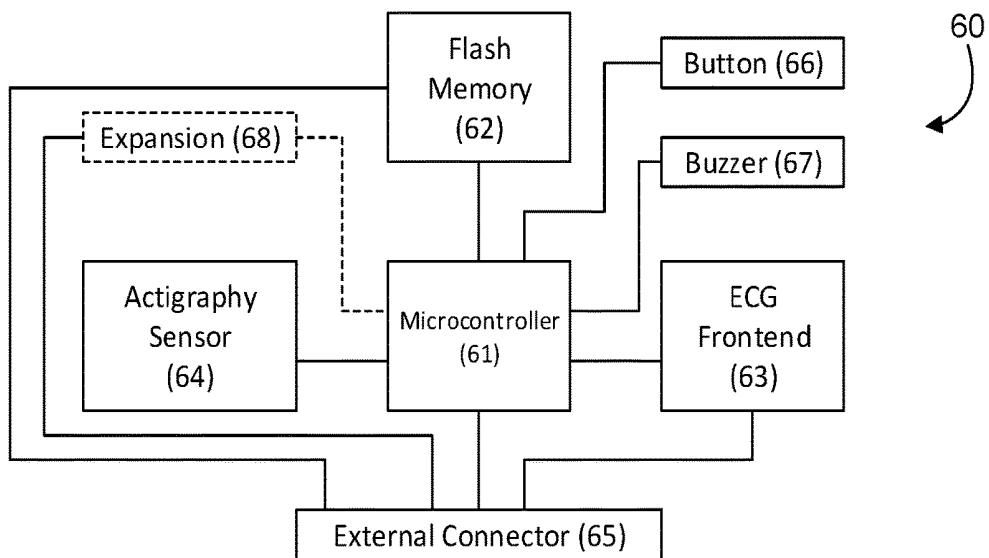 60
Flash
Memory
(62)
Button (66)
Expansion (68)
Buzzer (67)
Actigraphy
Sensor
(64)
Microcontroller
(61)
ECG
Frontend
(63)
External Connector (65)